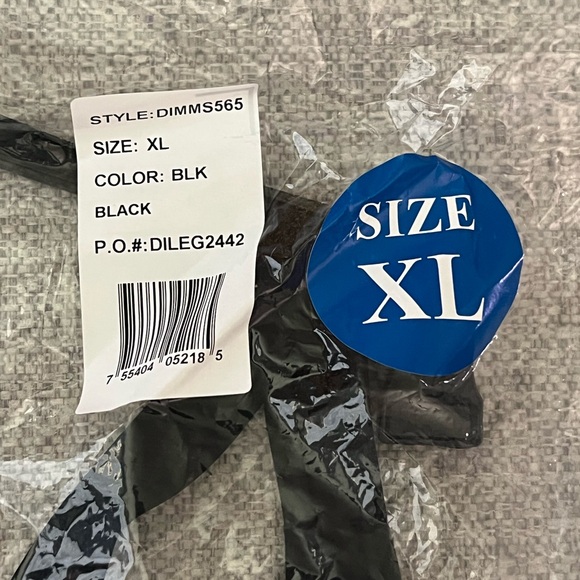 STYLE:DIMMS565
SIZE: XL
COLOR: BLK
BLACK
P.O.#:DILEG2442
7 55404 05218 5
SIZE
XL